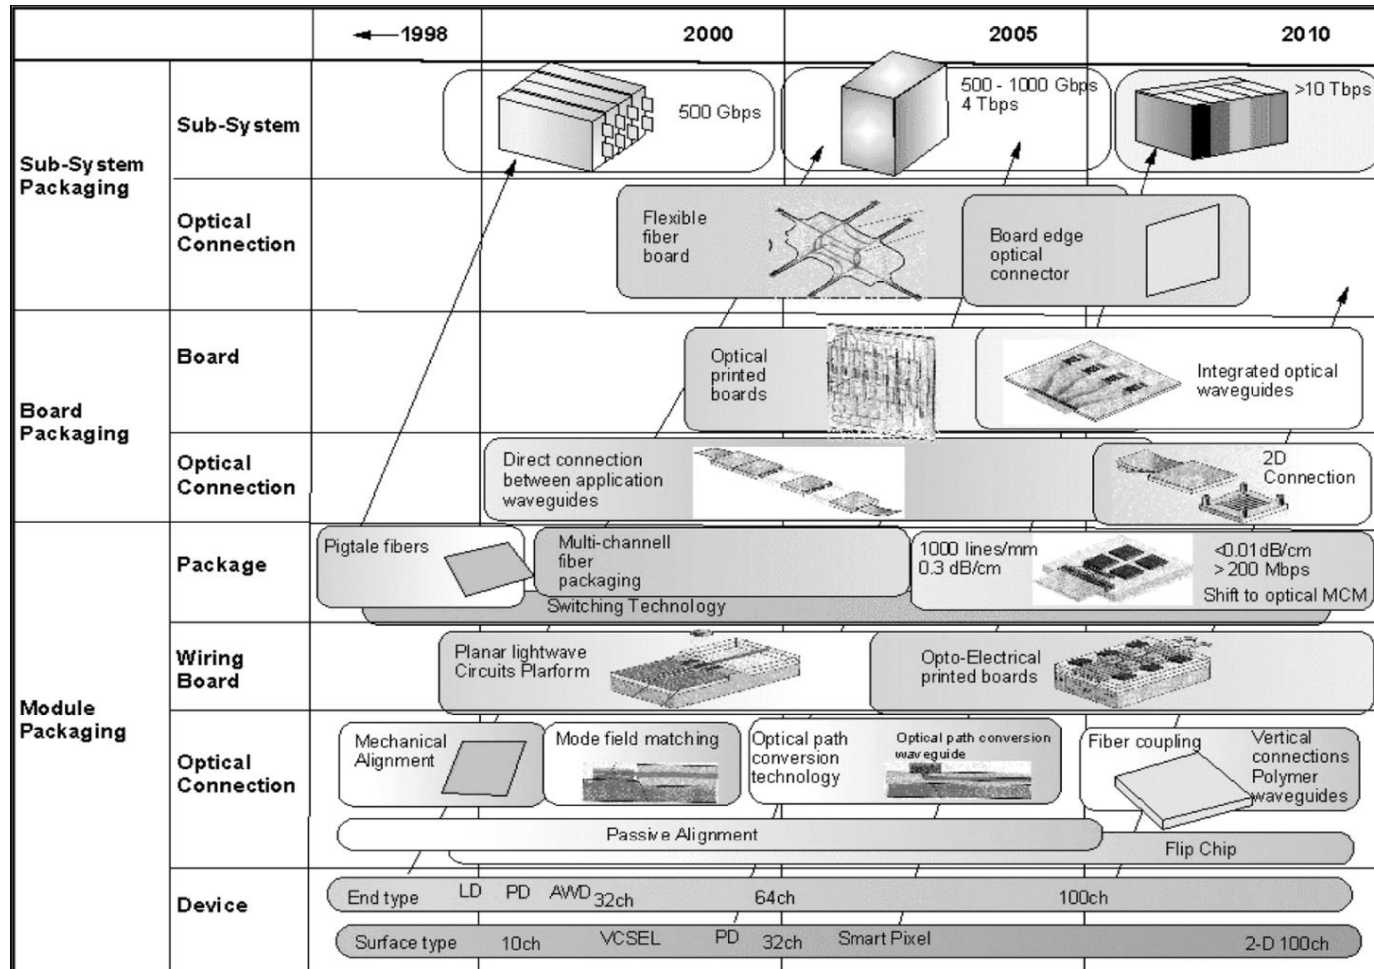 1998
2000
2005
2010
Sub-System
Packaging
Sub-System
500 Gbps
500 - 1000 Gbps
4 Tbps
>10 Tbps
Optical
Connection
Flexible
fiber
board
Board edge
optical
connector
Board
Packaging
Board
Optical
printed
boards
Integrated optical
waveguides
Optical
Connection
Direct connection
between application
waveguides
2D
Connection
Module
Packaging
Package
Pigtale fibers
Multi-channell
fiber
packaging
1000 lines/mm
0.3 dB/cm
<0.01dB/cm
> 200 Mbps
Shift to optical MCM
Switching Technology
Wiring
Board
Planar lightwave
Circuits Plarform
Opto-Electrical
printed boards
Optical
Connection
Mechanical
Alignment
Mode field matching
Optical path
conversion
technology
Optical path conversion
waveguide
Fiber coupling
Vertical
connections
Polymer
waveguides
Passive Alignment
Flip Chip
Device
End type LD PD AWD 32ch 64ch 100ch
Surface type 10ch VCSEL PD 32ch Smart Pixel 2-D 100ch